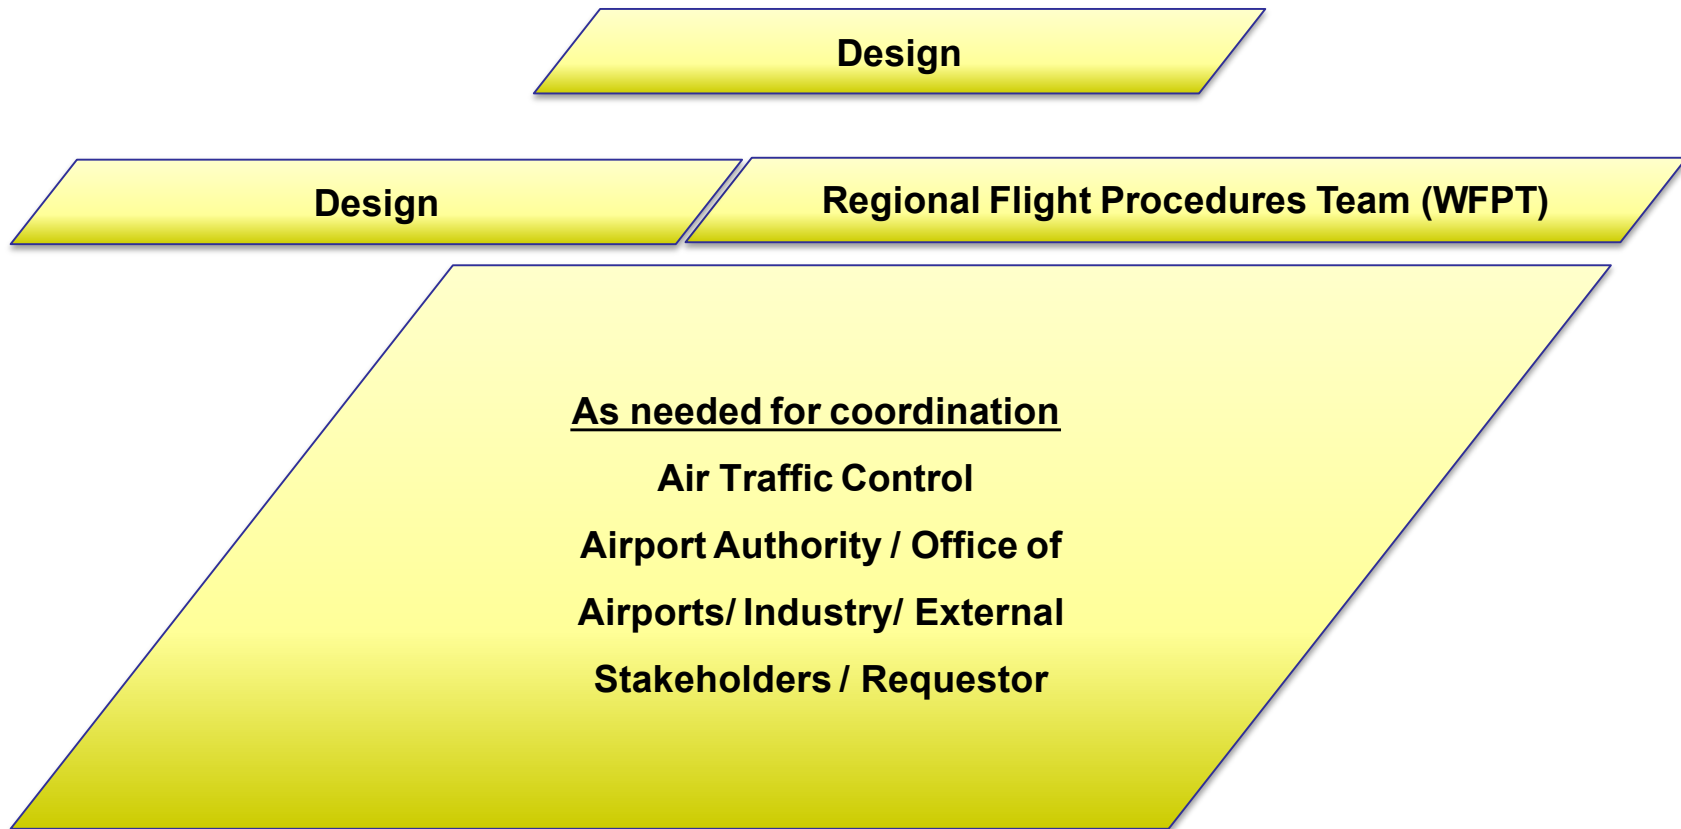 Design
Design
Regional Flight Procedures Team (WFPT)
As needed for coordination
Air Traffic Control
Airport Authority / Office of
Airports/ Industry/ External
Stakeholders / Requestor